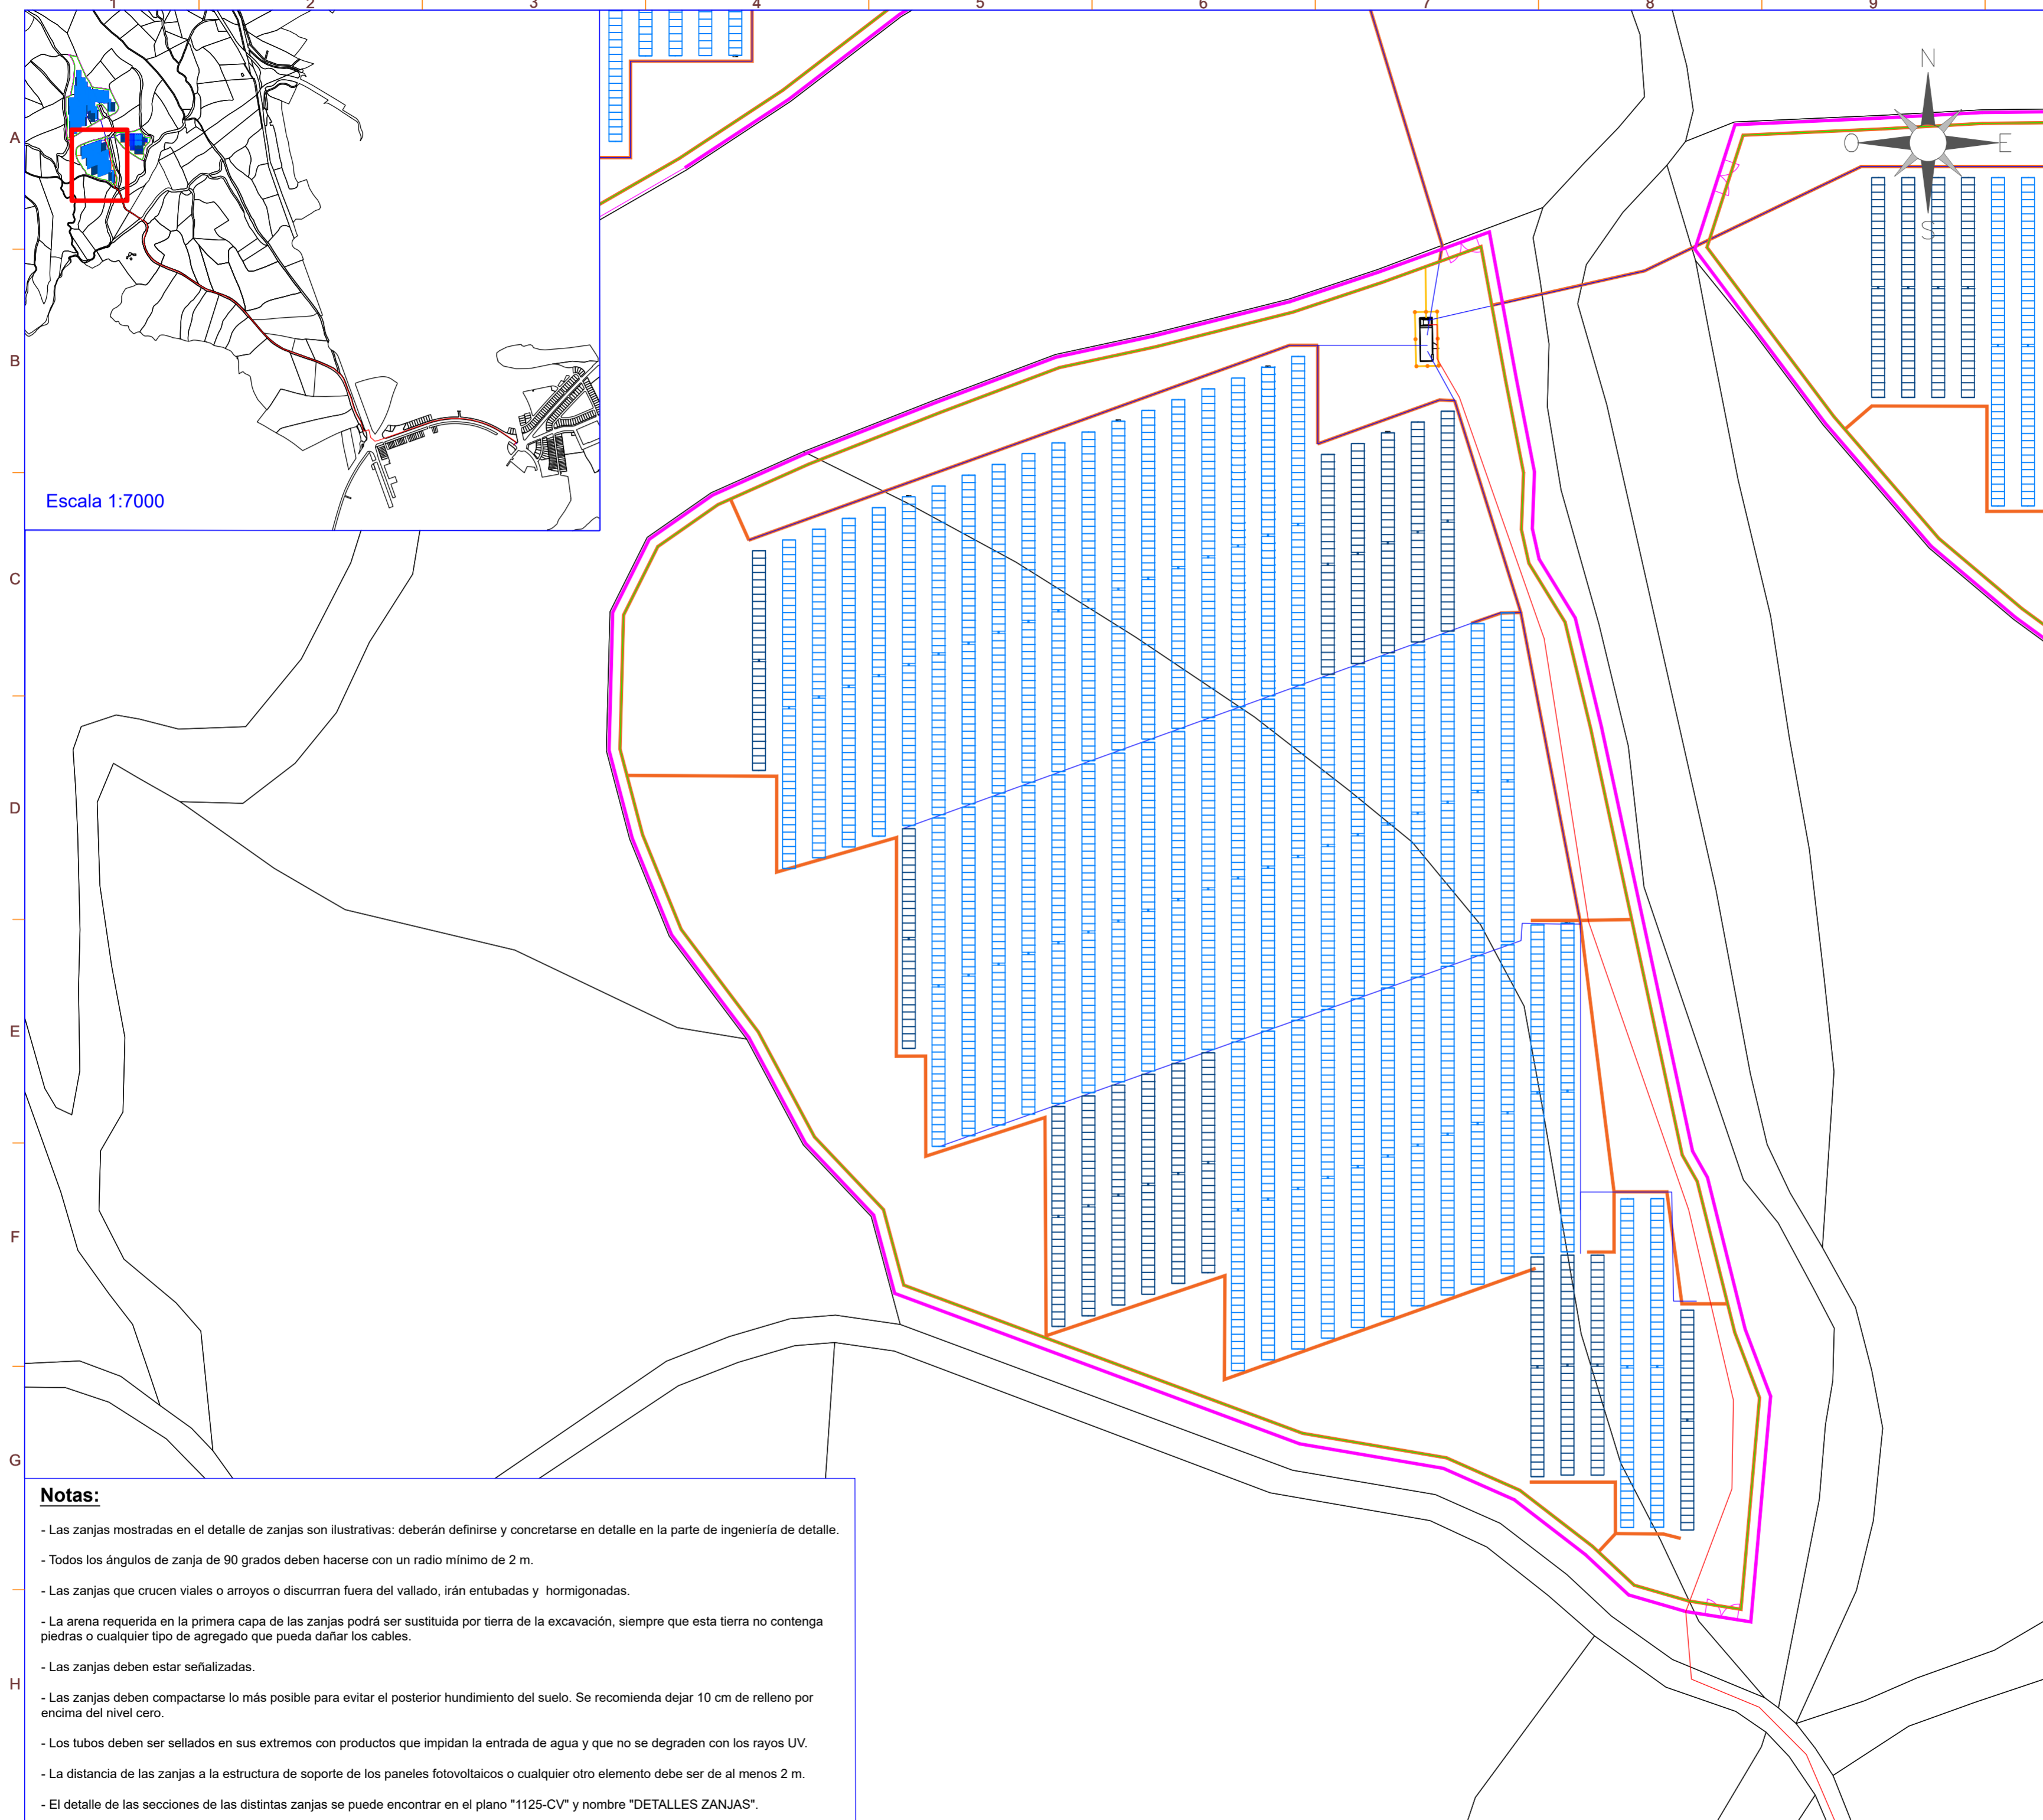 1 2 3 4 5 6 7 8 9
N
A
O E
S
B
Escala 1:7000
C
D
E
F
G
Notas:
- Las zanjas mostradas en el detalle de zanjas son ilustrativas: deberán definirse y concretarse en detalle en la parte de ingeniería de detalle.
- Todos los ángulos de zanja de 90 grados deben hacerse con un radio mínimo de 2 m.
- Las zanjas que crucen viales o arroyos o discurrran fuera del vallado, irán entubadas y hormigonadas.
- La arena requerida en la primera capa de las zanjas podrá ser sustituida por tierra de la excavación, siempre que esta tierra no contenga
piedras o cualquier tipo de agregado que pueda dañar los cables.
- Las zanjas deben estar señalizadas.
H
- Las zanjas deben compactarse lo más posible para evitar el posterior hundimiento del suelo. Se recomienda dejar 10 cm de relleno por
encima del nivel cero.
- Los tubos deben ser sellados en sus extremos con productos que impidan la entrada de agua y que no se degraden con los rayos UV.
- La distancia de las zanjas a la estructura de soporte de los paneles fotovoltaicos o cualquier otro elemento debe ser de al menos 2 m.
- El detalle de las secciones de las distintas zanjas se puede encontrar en el plano "1125-CV" y nombre "DETALLES ZANJAS".